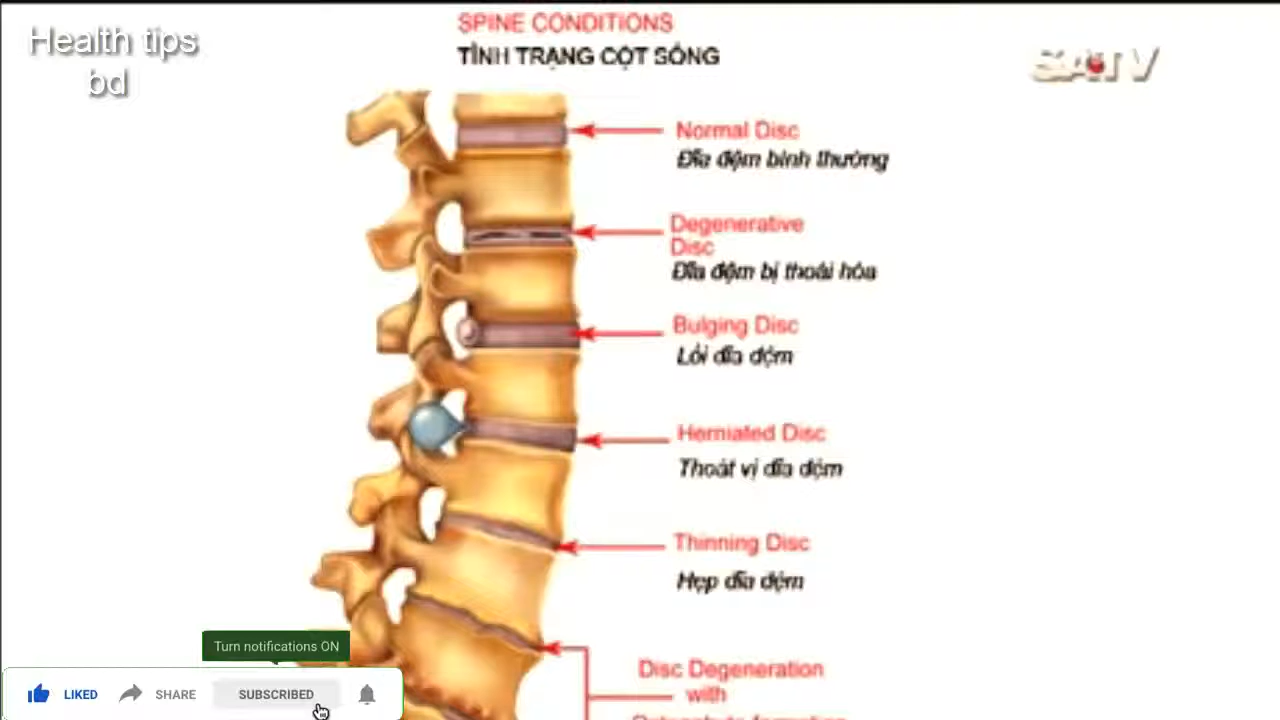 SPINE CONDITIONS
TÌNH TRẠNG CỘT SỐNG
Health tips
bd
SATV
Normal Disc
Đĩa đệm bình thường
Degenerative
Disc
Đĩa đệm bị thoái hóa
Bulging Disc
Lồi đĩa đệm
Herniated Disc
Thoát vị đĩa đệm
Thinning Disc
Hẹp đĩa đệm
Disc Degeneration
with
Turn notifications ON
LIKED
SHARE
SUBSCRIBED